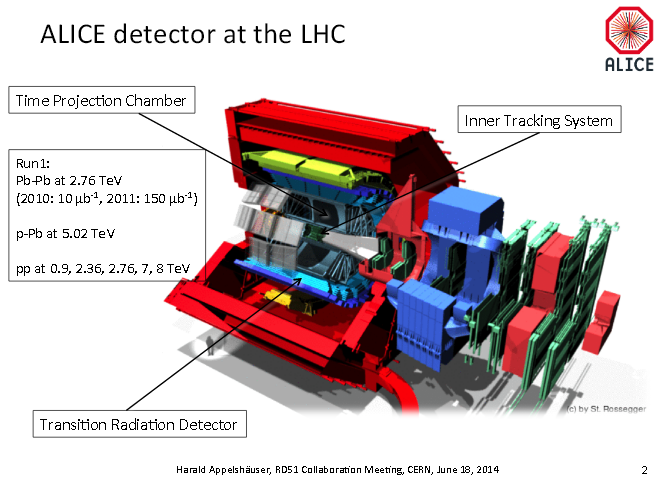 ALICE detector at the LHC
ALICE
Time Projection Chamber
Inner Tracking System
Run1:
Pb-Pb at 2.76 TeV
(2010: 10 μb⁻¹, 2011: 150 μb⁻¹)
p-Pb at 5.02 TeV
pp at 0.9, 2.36, 2.76, 7, 8 TeV
Transition Radiation Detector
(c) by St. Rossegger
Harald Appelshäuser, RD51 Collaboration Meeting, CERN, June 18, 2014
2